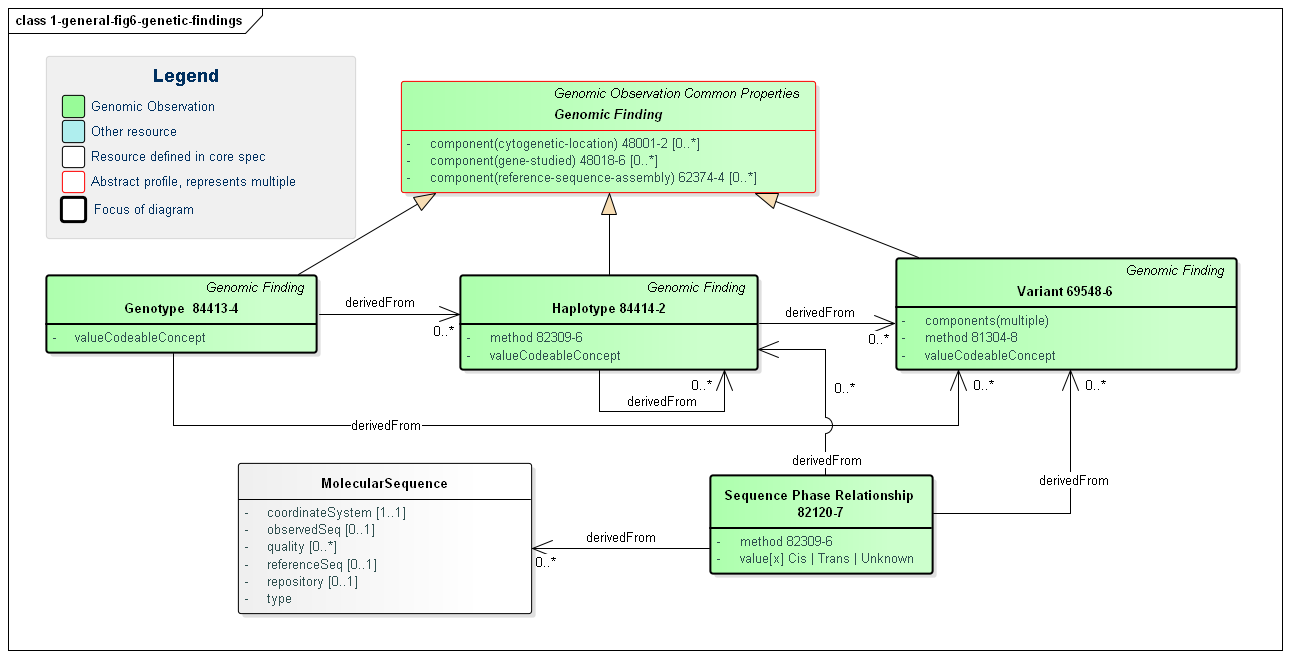 class 1-general-fig6-genetic-findings
Legend
Genomic Observation
Other resource
Resource defined in core spec
Abstract profile, represents multiple
Focus of diagram
Genomic Observation Common Properties
Genomic Finding
- component(cytogenetic-location) 48001-2 [0..*]
- component(gene-studied) 48018-6 [0..*]
- component(reference-sequence-assembly) 62374-4 [0..*]
Genomic Finding
Genotype 84413-4
- valueCodeableConcept
derivedFrom
0..*
Genomic Finding
Haplotype 84414-2
- method 82309-6
- valueCodeableConcept
derivedFrom
0..*
Genomic Finding
Variant 69548-6
- components(multiple)
- method 81304-8
- valueCodeableConcept
0..*
derivedFrom
0..*
0..*
0..*
derivedFrom
derivedFrom
derivedFrom
MolecularSequence
- coordinateSystem [1..1]
- observedSeq [0..1]
- quality [0..*]
- referenceSeq [0..1]
- repository [0..1]
- type
derivedFrom
0..*
Sequence Phase Relationship
82120-7
- method 82309-6
- value[x] Cis | Trans | Unknown